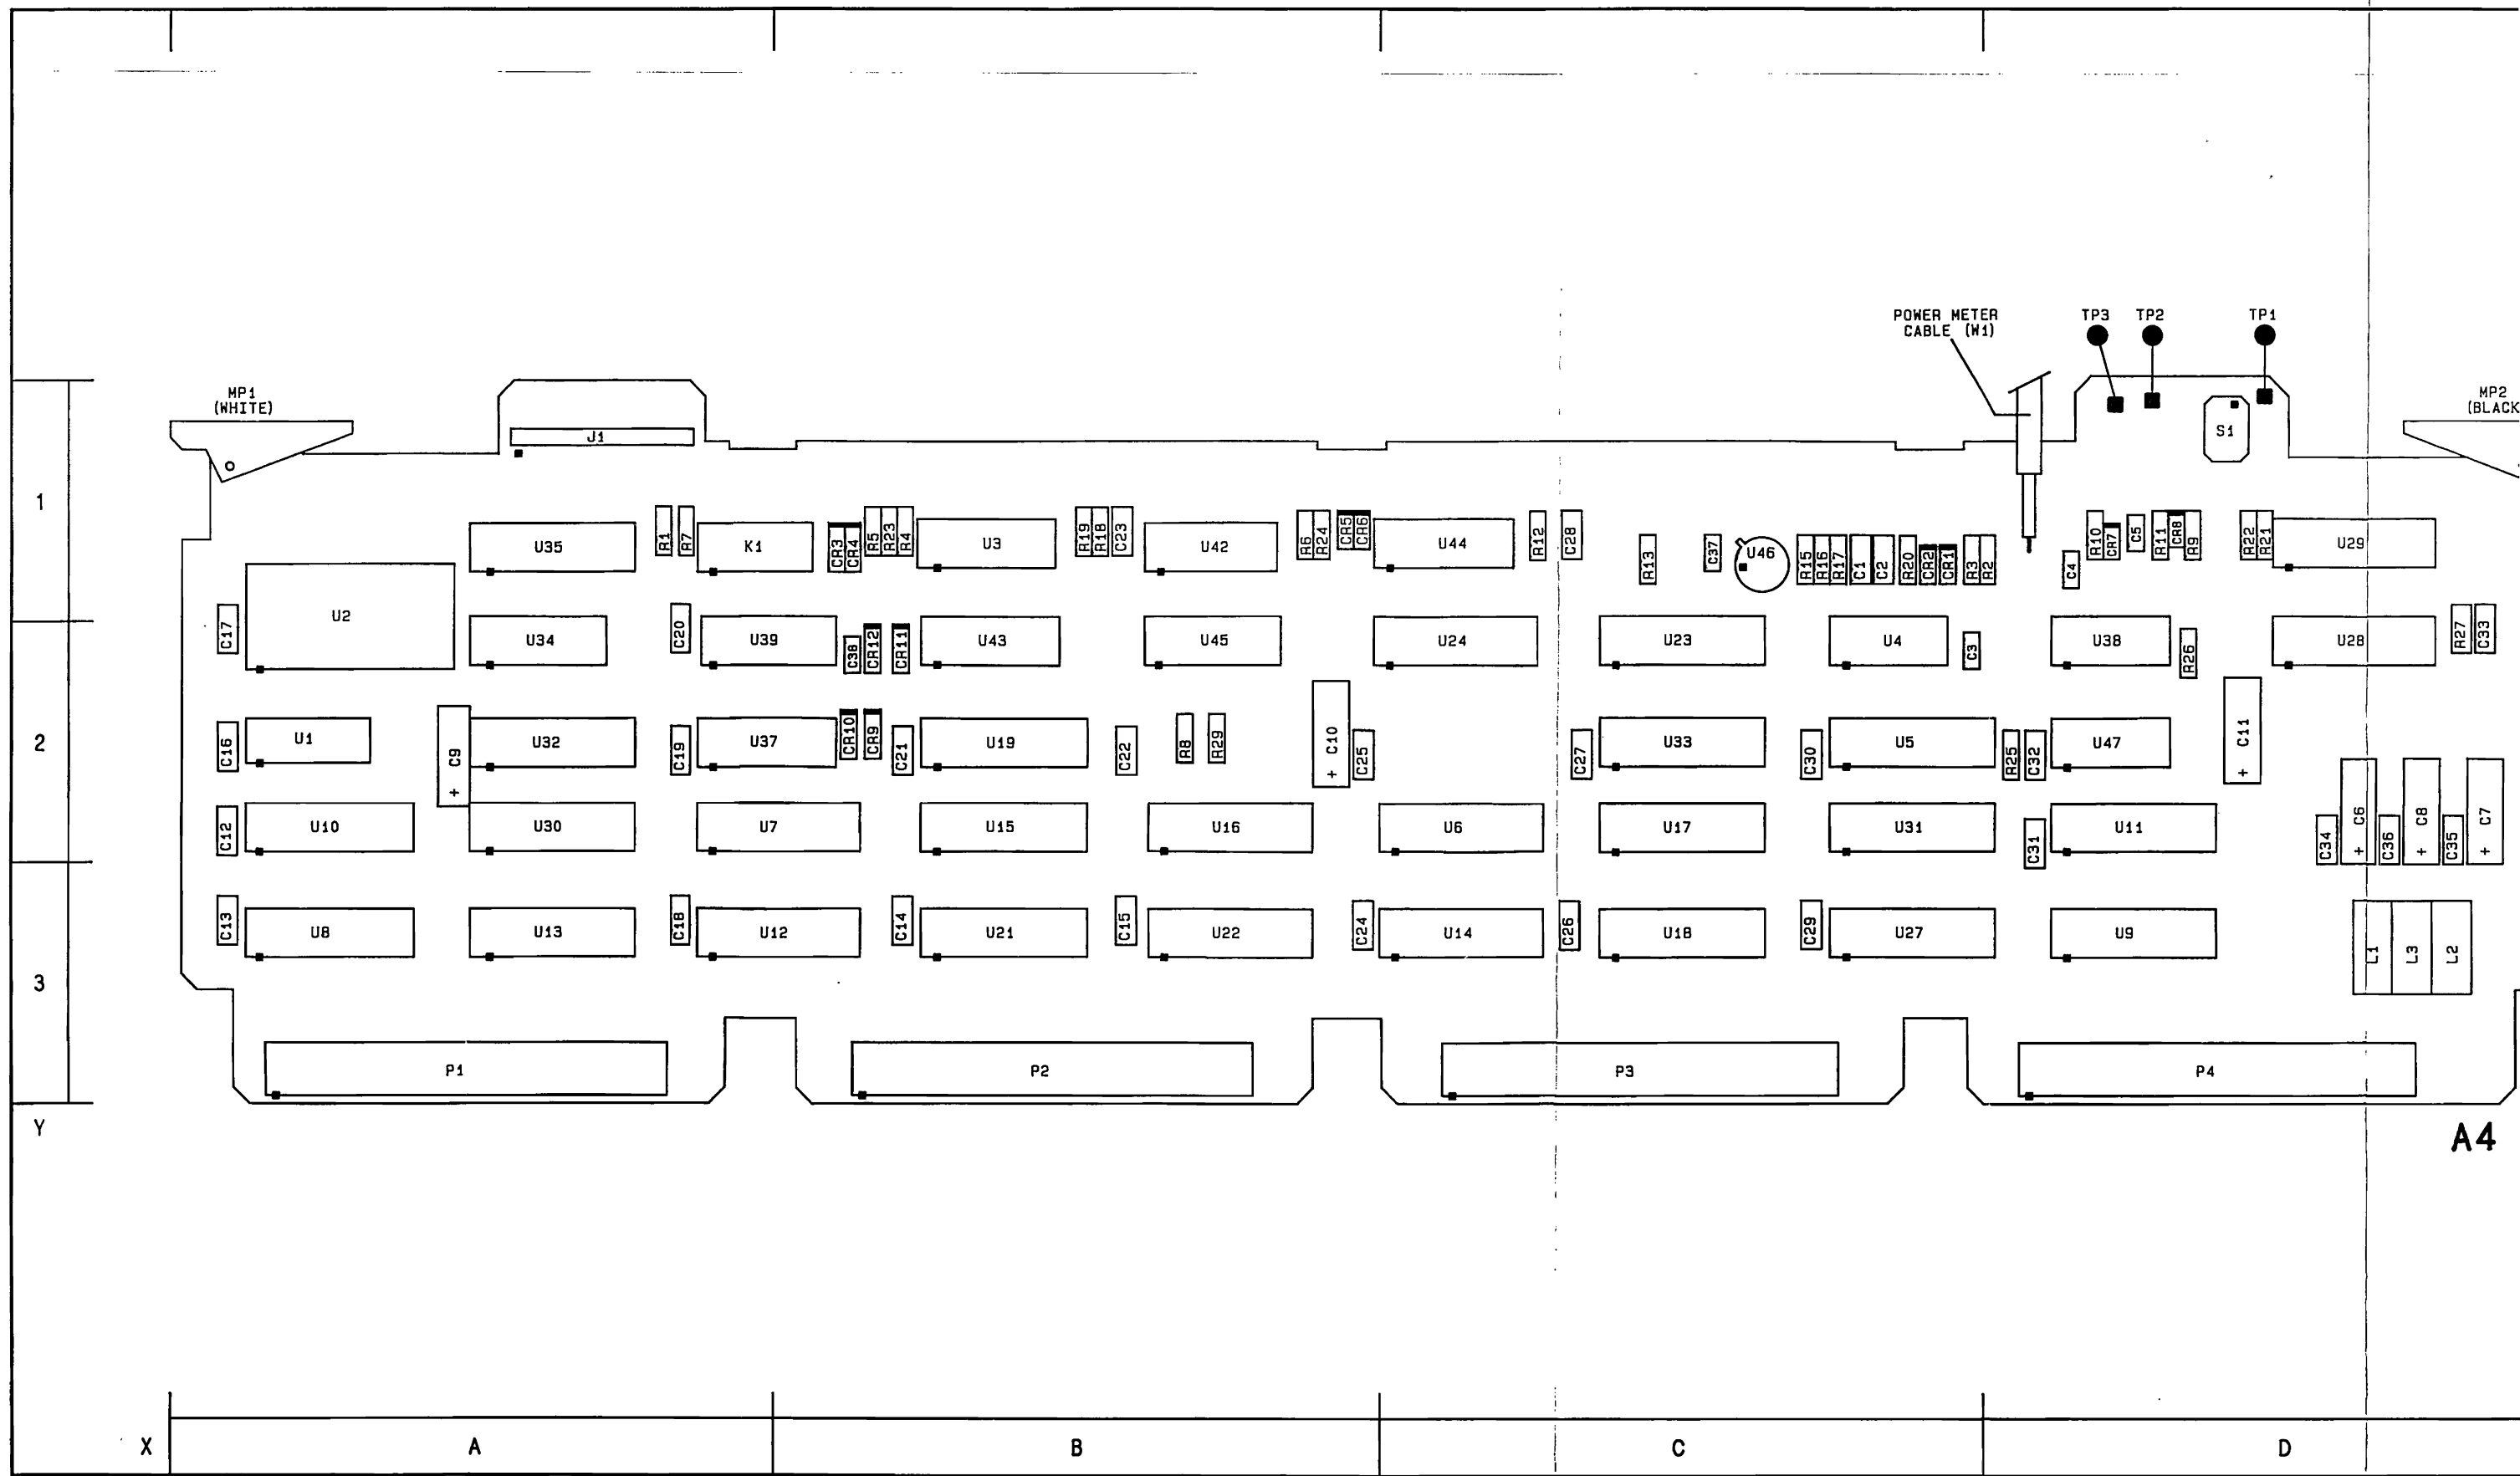 POWER METER
CABLE (W1)
TP3 TP2 TP1
MP1
(WHITE)
MP2
(BLACK
J1
S1
1
U35
R1
R7
K1
CR3
CR4
R5
R23
R4
U3
R19
R18
C23
U42
R6
R24
CR5
CR6
U44
R12
C28
R13
C37
U46
R15
R16
R17
C1
C2
R20
CR2
CR1
R3
R2
C4
R10
CR7
C5
R11
CR8
R9
R22
R21
U29
C17
U2
U34
C20
U39
C38
CR12
CR11
U43
U45
U24
U23
U4
C3
U38
R26
U28
R27
C33
2
C16
U1
C9
+
U32
C19
U37
CR10
CR9
C21
U19
C22
R8
R29
C10
+
C25
C27
U33
C30
U5
R25
C32
U47
C11
+
C12
U10
U30
U7
U15
U16
U6
U17
U31
C31
U11
C34
C6
+
C36
C8
+
C35
C7
+
3
C13
U8
U13
C18
U12
C14
U21
C15
U22
C24
U14
C26
U18
C29
U27
U9
L1
L3
L2
P1
P2
P3
P4
Y
A4
X A B C D